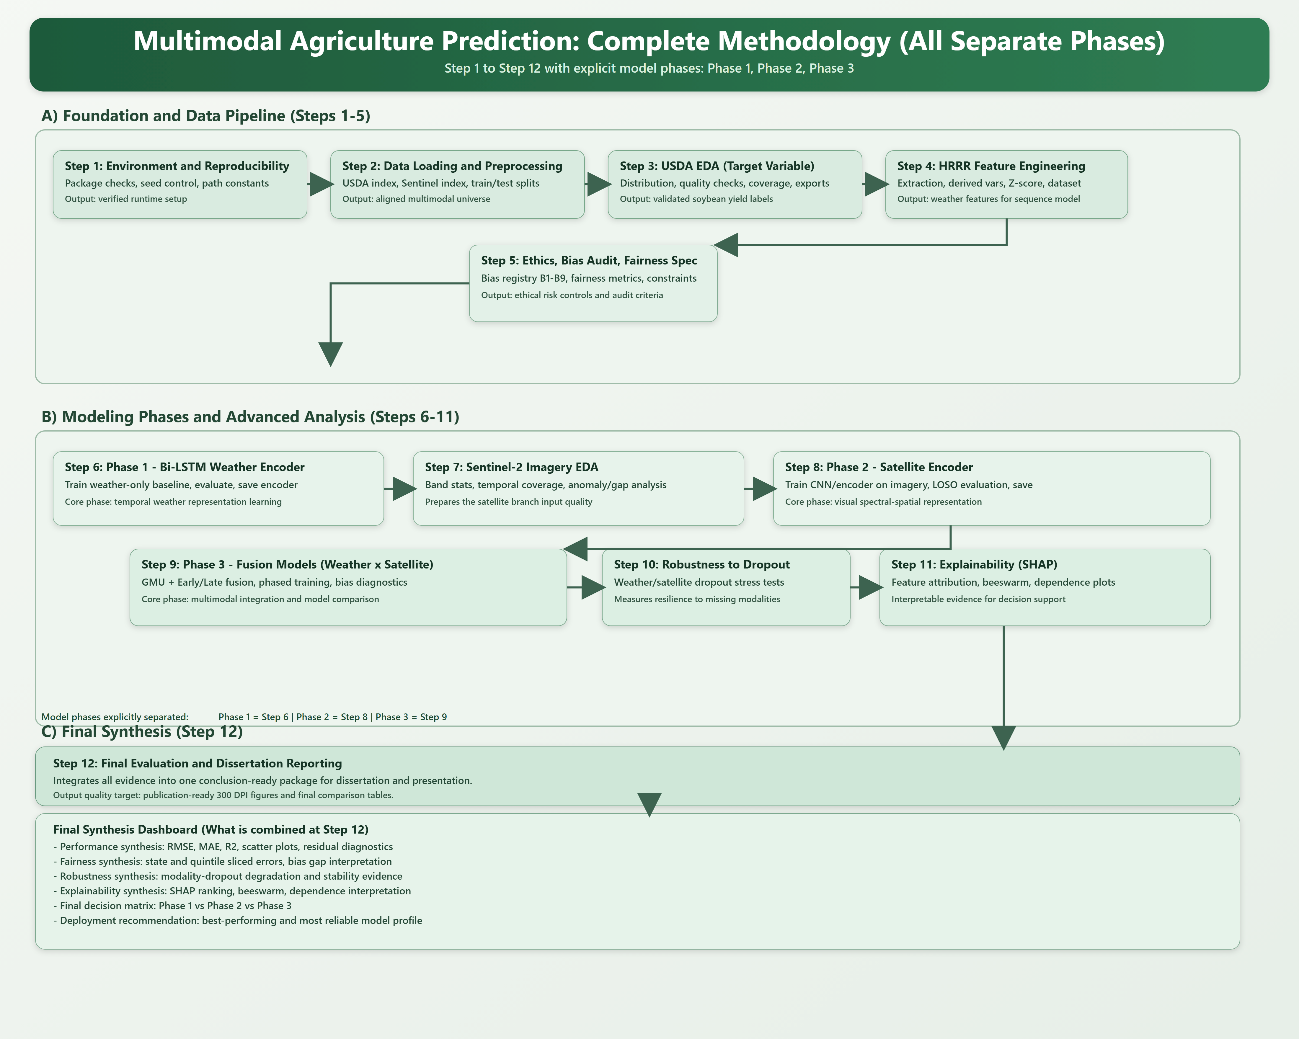 Multimodal Agriculture Prediction: Complete Methodology (All Separate Phases)
Step 1 to Step 12 with explicit model phases: Phase 1, Phase 2, Phase 3
A) Foundation and Data Pipeline (Steps 1-5)
Step 1: Environment and Reproducibility
Package checks, seed control, path constants
Output: verified runtime setup
Step 2: Data Loading and Preprocessing
USDA index, Sentinel index, train/test splits
Output: aligned multimodal universe
Step 3: USDA EDA (Target Variable)
Distribution, quality checks, coverage, exports
Output: validated soybean yield labels
Step 4: HRRR Feature Engineering
Extraction, derived vars, Z-score, dataset
Output: weather features for sequence model
Step 5: Ethics, Bias Audit, Fairness Spec
Bias registry B1-B9, fairness metrics, constraints
Output: ethical risk controls and audit criteria
B) Modeling Phases and Advanced Analysis (Steps 6-11)
Step 6: Phase 1 - Bi-LSTM Weather Encoder
Train weather-only baseline, evaluate, save encoder
Core phase: temporal weather representation learning
Step 7: Sentinel-2 Imagery EDA
Band stats, temporal coverage, anomaly/gap analysis
Prepares the satellite branch input quality
Step 8: Phase 2 - Satellite Encoder
Train CNN/encoder on imagery, LOSO evaluation, save
Core phase: visual spectral-spatial representation
Step 9: Phase 3 - Fusion Models (Weather x Satellite)
GMU + Early/Late fusion, phased training, bias diagnostics
Core phase: multimodal integration and model comparison
Step 10: Robustness to Dropout
Weather/satellite dropout stress tests
Measures resilience to missing modalities
Step 11: Explainability (SHAP)
Feature attribution, beeswarm, dependence plots
Interpretable evidence for decision support
Model phases explicitly separated: Phase 1 = Step 6 | Phase 2 = Step 8 | Phase 3 = Step 9
C) Final Synthesis (Step 12)
Step 12: Final Evaluation and Dissertation Reporting
Integrates all evidence into one conclusion-ready package for dissertation and presentation.
Output quality target: publication-ready 300 DPI figures and final comparison tables.
Final Synthesis Dashboard (What is combined at Step 12)
- Performance synthesis: RMSE, MAE, R2, scatter plots, residual diagnostics
- Fairness synthesis: state and quintile sliced errors, bias gap interpretation
- Robustness synthesis: modality-dropout degradation and stability evidence
- Explainability synthesis: SHAP ranking, beeswarm, dependence interpretation
- Final decision matrix: Phase 1 vs Phase 2 vs Phase 3
- Deployment recommendation: best-performing and most reliable model profile